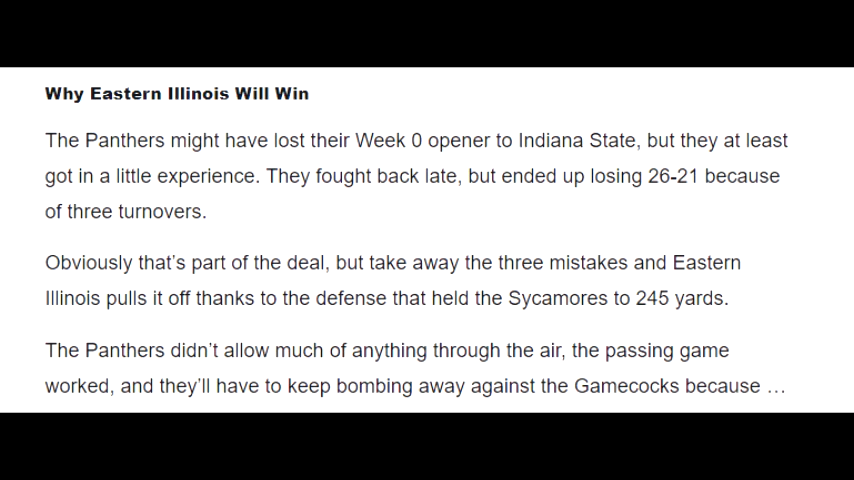 Why Eastern Illinois Will Win
The Panthers might have lost their Week 0 opener to Indiana State, but they at least
got in a little experience. They fought back late, but ended up losing 26-21 because
of three turnovers.
Obviously that’s part of the deal, but take away the three mistakes and Eastern
Illinois pulls it off thanks to the defense that held the Sycamores to 245 yards.
The Panthers didn’t allow much of anything through the air, the passing game
worked, and they’ll have to keep bombing away against the Gamecocks because …